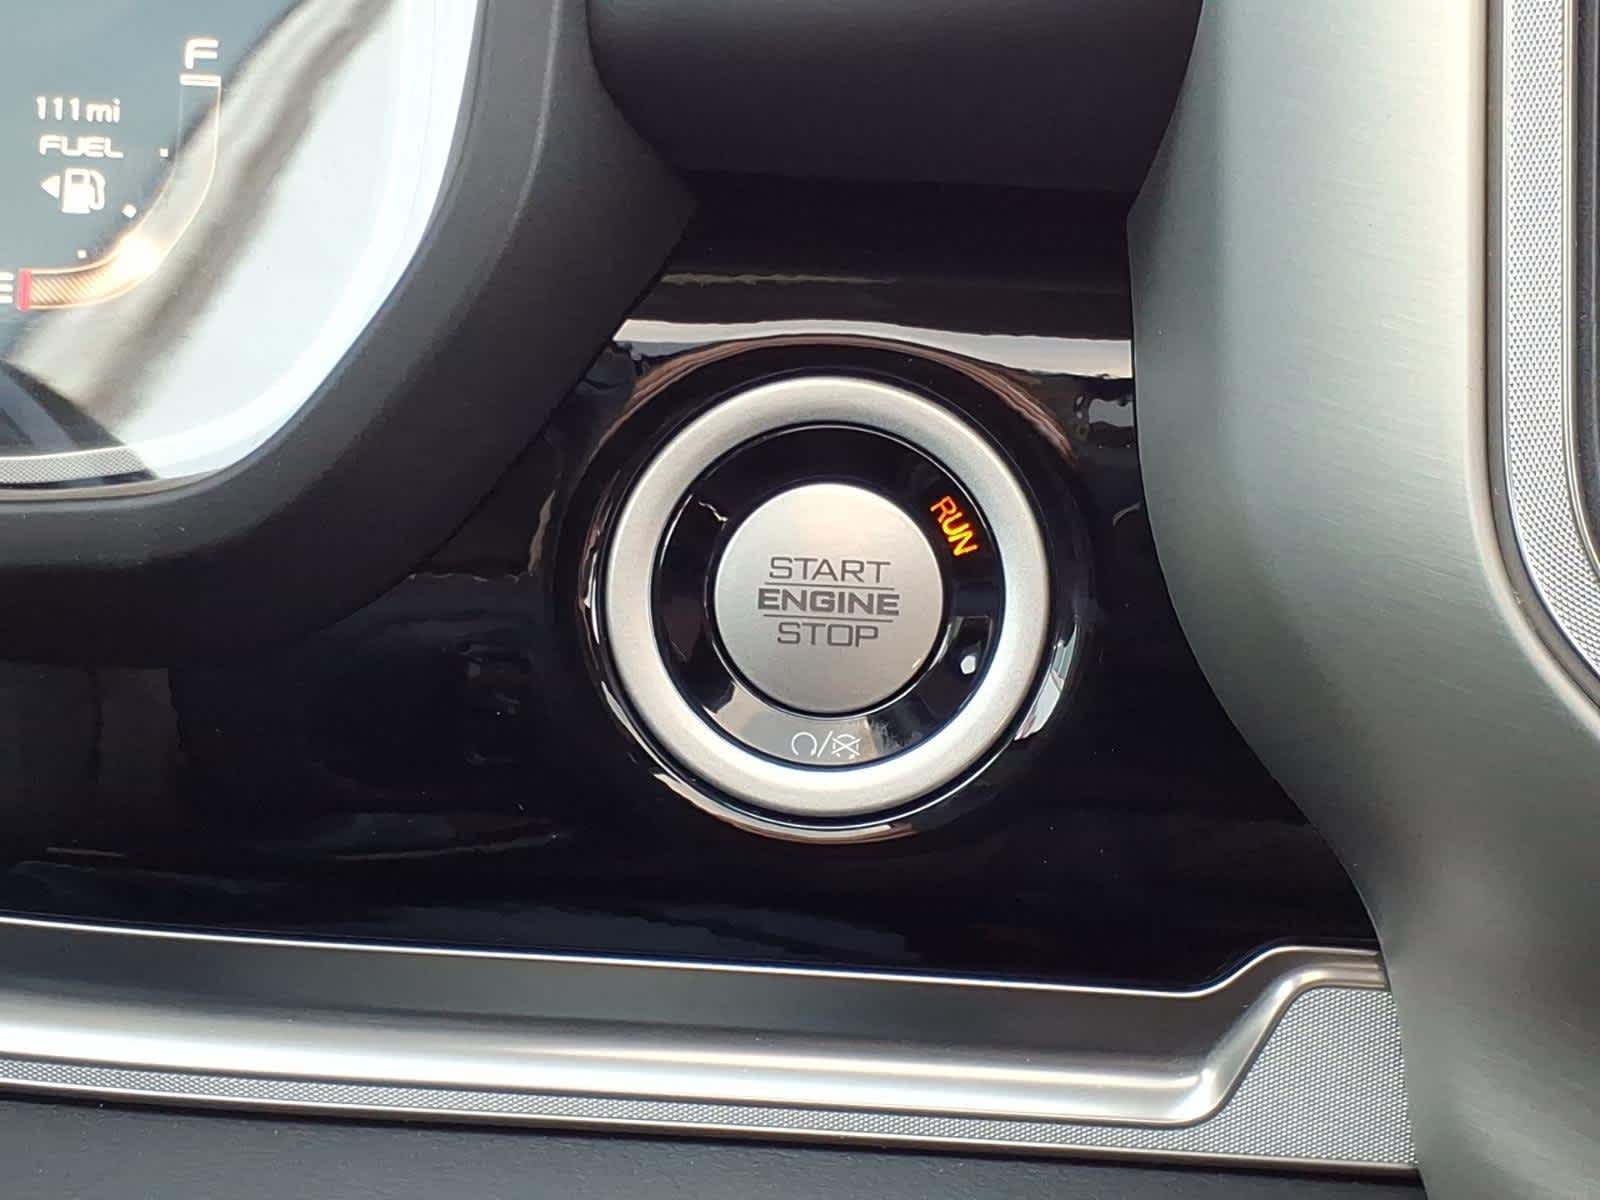 F
111mi
FUEL
E
RUN
START
ENGINE
STOP